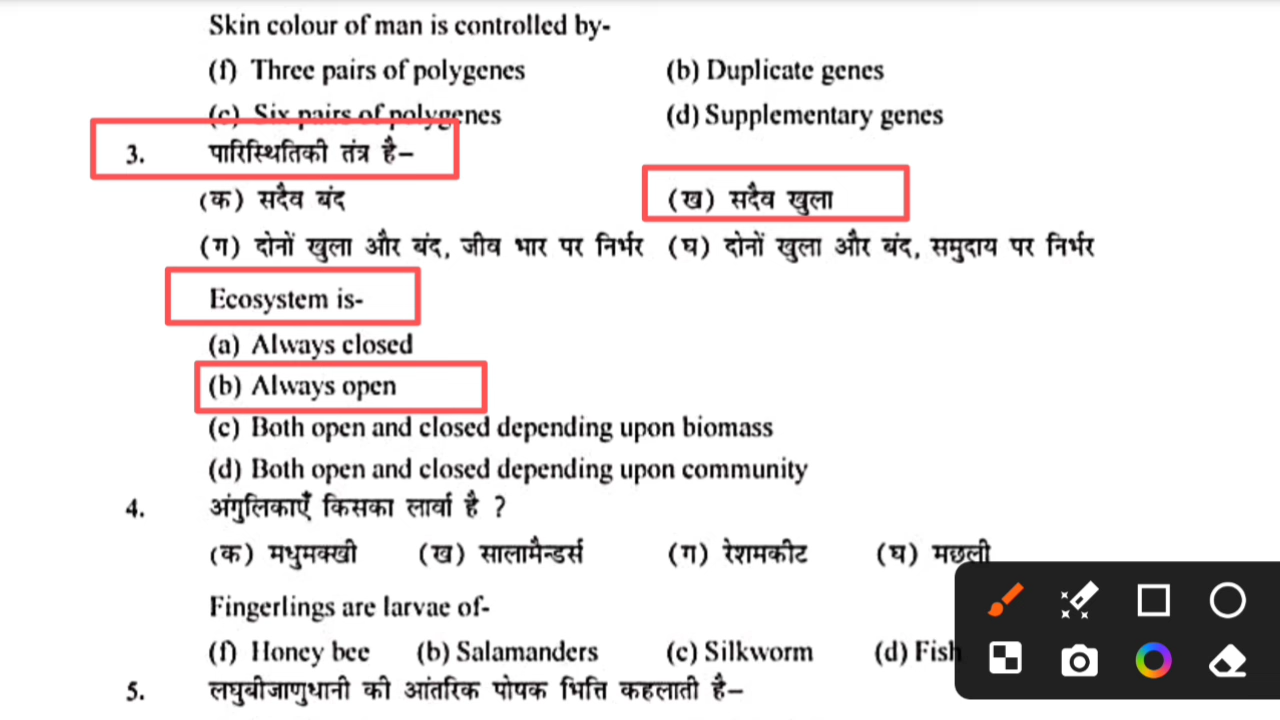 Skin colour of man is controlled by-
(f) Three pairs of polygenes (b) Duplicate genes
(c) Six pairs of polygenes (d) Supplementary genes
3. पारिस्थितिकी तंत्र है–
(क) सदैव बंद (ख) सदैव खुला
(ग) दोनों खुला और बंद, जीव भार पर निर्भर (घ) दोनों खुला और बंद, समुदाय पर निर्भर
Ecosystem is-
(a) Always closed
(b) Always open
(c) Both open and closed depending upon biomass
(d) Both open and closed depending upon community
4. अंगुलिकाएँ किसका लार्वा है ?
(क) मधुमक्खी (ख) सालामैन्डर्स (ग) रेशमकीट (घ) मछली
Fingerlings are larvae of-
(f) Honey bee (b) Salamanders (c) Silkworm (d) Fish
5. लघुबीजाणुधानी की आंतरिक पोषक भित्ति कहलाती है–